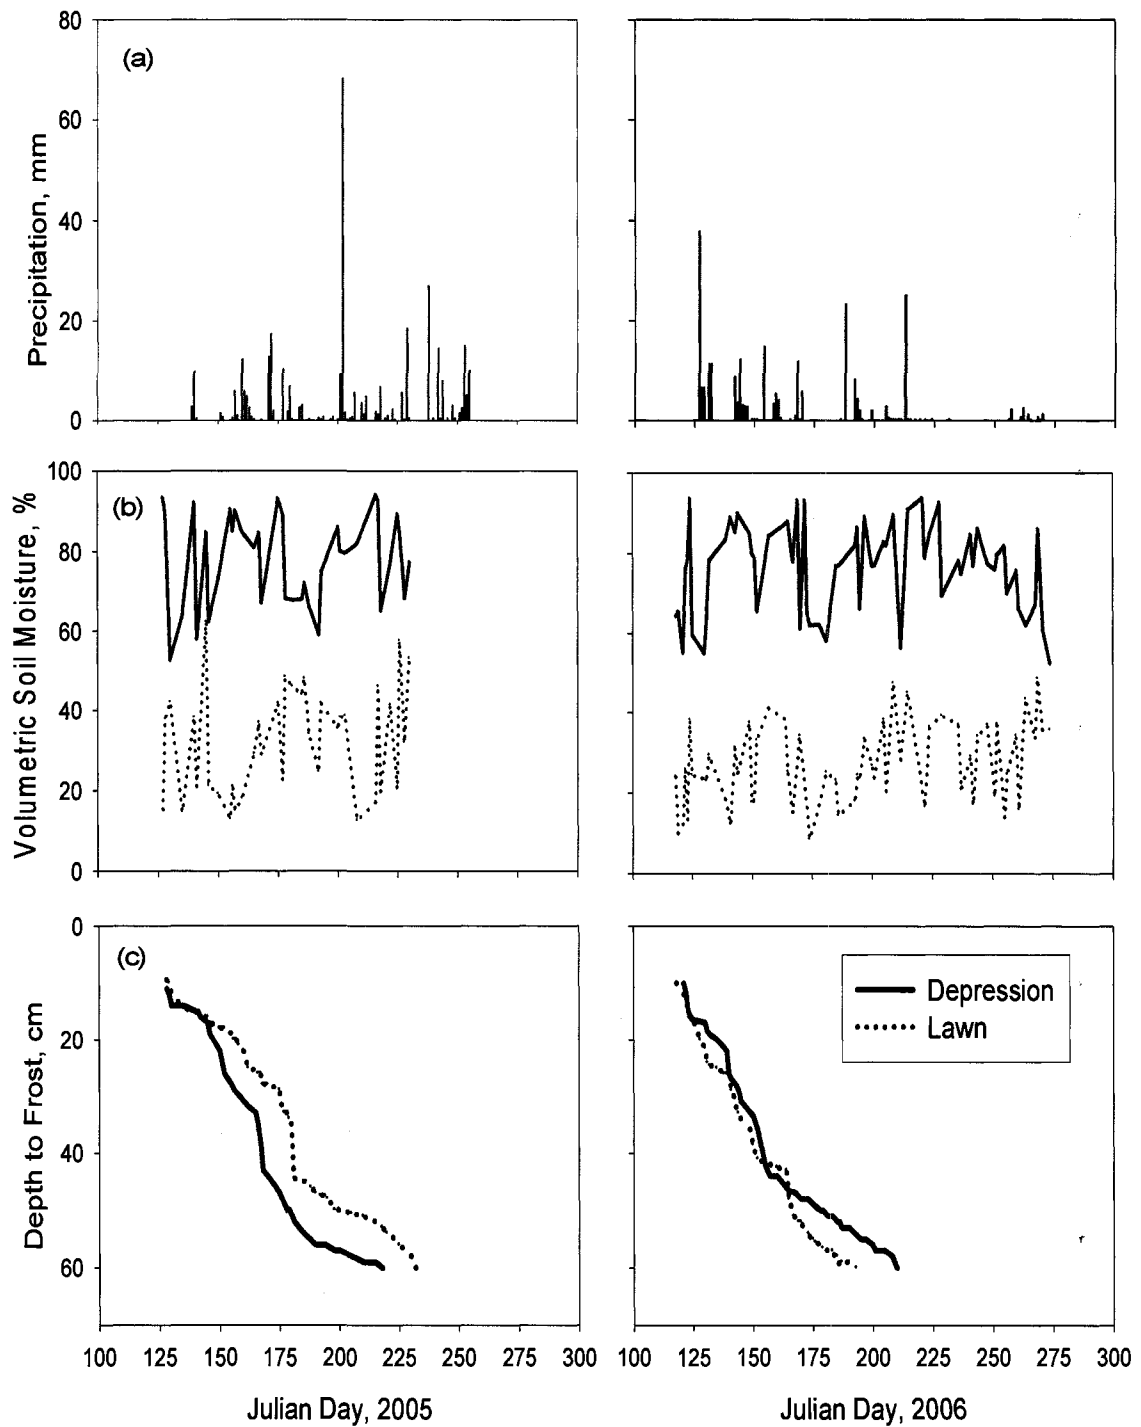 (a)
Precipitation, mm
80
60
40
20
0
(b)
Volumetric Soil Moisture, %
100
80
60
40
20
0
(c)
Depth to Frost, cm
0
20
40
60
Depression
Lawn
100 125 150 175 200 225 250 275 300
100 125 150 175 200 225 250 275 300
Julian Day, 2005
Julian Day, 2006